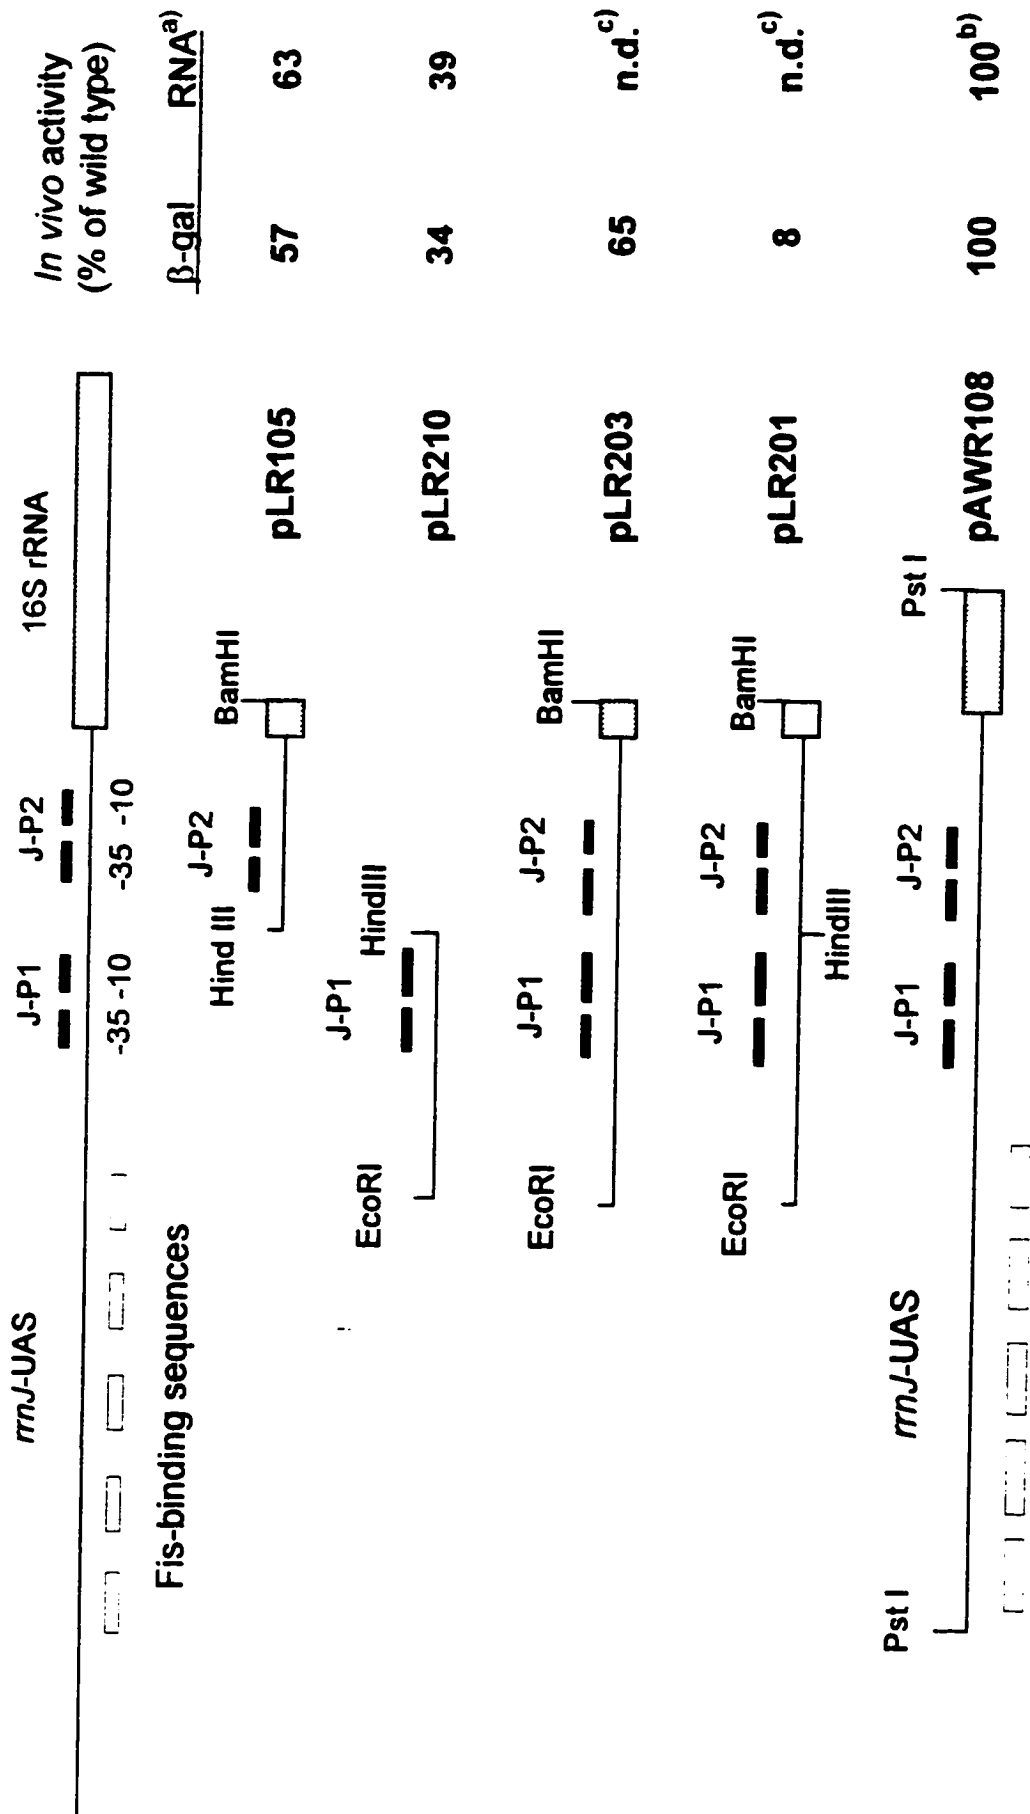 In vivo activity
(% of wild type)
rrnJ-UAS J-P1 J-P2 16S rRNA
-35 -10 -35 -10
β-gal RNA a)
Fis-binding sequences
Hind III J-P2 BamHI pLR105 57 63
EcoRI J-P1 HindIII pLR210 34 39
EcoRI J-P1 J-P2 BamHI pLR203 65 n.d. c)
EcoRI J-P1 J-P2 BamHI pLR201 8 n.d. c)
HindIII
Pst I rrnJ-UAS J-P1 J-P2 Pst I pAWR108 100 100 b)